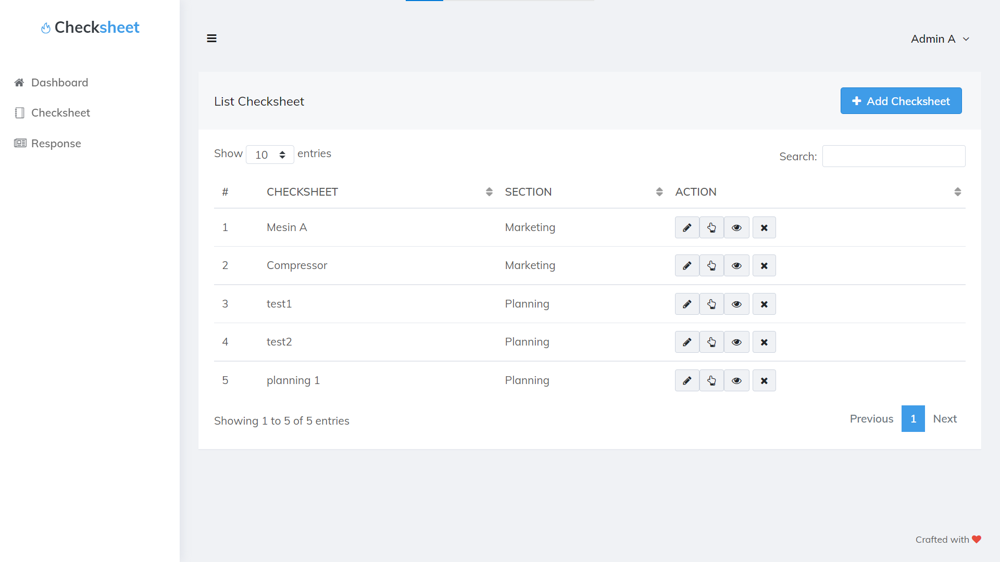 Checksheet
Admin A
Dashboard
Checksheet
Response
List Checksheet
Add Checksheet
Show 10 entries
Search:
# CHECKSHEET SECTION ACTION
1 Mesin A Marketing
2 Compressor Marketing
3 test1 Planning
4 test2 Planning
5 planning 1 Planning
Showing 1 to 5 of 5 entries
Previous 1 Next
Crafted with